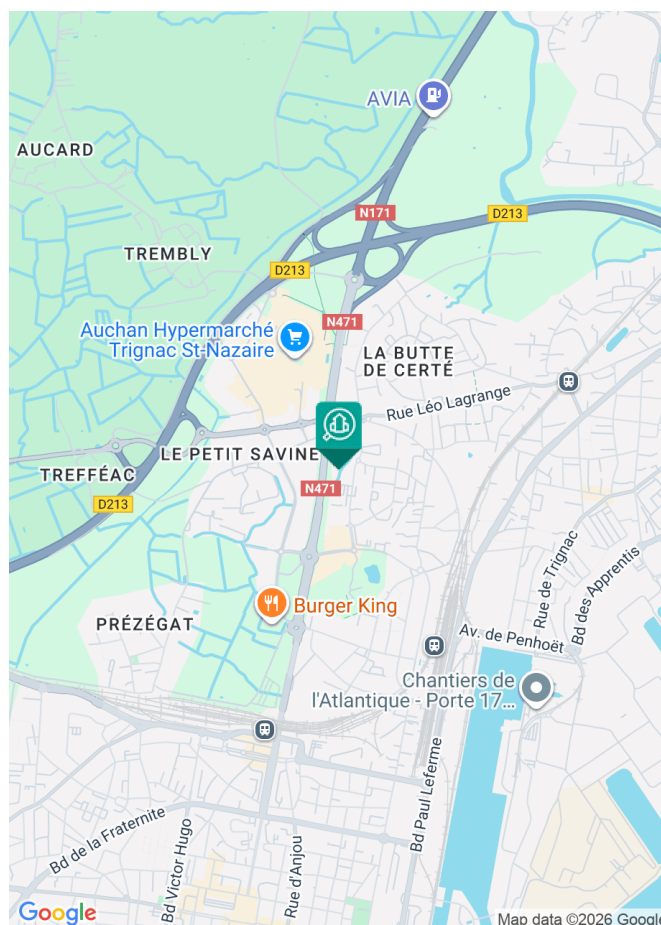 AVIA
AUCARD
N171
D213
TREMBLY
D213
N471
Auchan Hypermarché
Trignac St-Nazaire
LA BUTTE
DE CERTÉ
Rue Léo Lagrange
LE PETIT SAVINE
TREFFÉAC
N471
D213
Rue de Trignac
Bd des Apprentis
Burger King
PRÉZÉGAT
Av. de Penhoët
Chantiers de
l'Atlantique - Porte 17...
Bd Paul Leferme
Bd de la Fraternite
Bd Victor Hugo
Rue d'Anjou
Google
Map data ©2026 Google